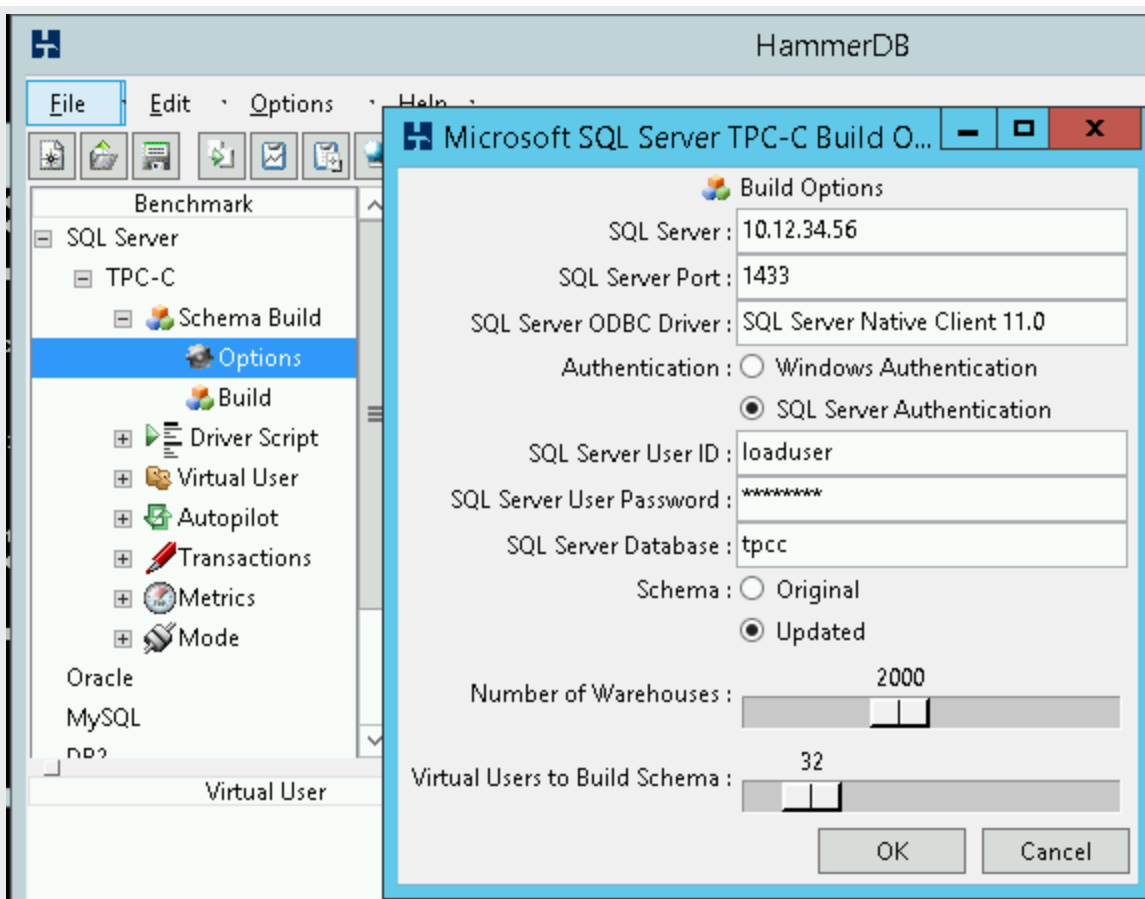 HammerDB
File Edit Options Help
Benchmark
SQL Server
TPC-C
Schema Build
Options
Build
Driver Script
Virtual User
Autopilot
Transactions
Metrics
Mode
Oracle
MySQL
DB2
Virtual User
Microsoft SQL Server TPC-C Build O...
Build Options
SQL Server : 10.12.34.56
SQL Server Port : 1433
SQL Server ODBC Driver : SQL Server Native Client 11.0
Authentication : Windows Authentication
SQL Server Authentication
SQL Server User ID : loaduser
SQL Server User Password : ********
SQL Server Database : tpcc
Schema : Original
Updated
2000
Number of Warehouses :
32
Virtual Users to Build Schema :
OK Cancel